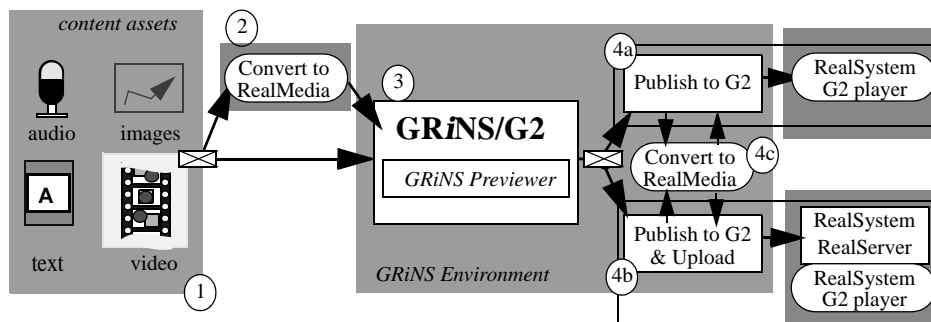 content assets
audio
images
A
text
video
1
2
Convert to
RealMedia
3
GRiNS/G2
GRiNS Previewer
GRiNS Environment
4a
Publish to G2
Convert to
RealMedia
4c
Publish to G2
& Upload
4b
RealSystem
G2 player
RealSystem
RealServer
RealSystem
G2 player